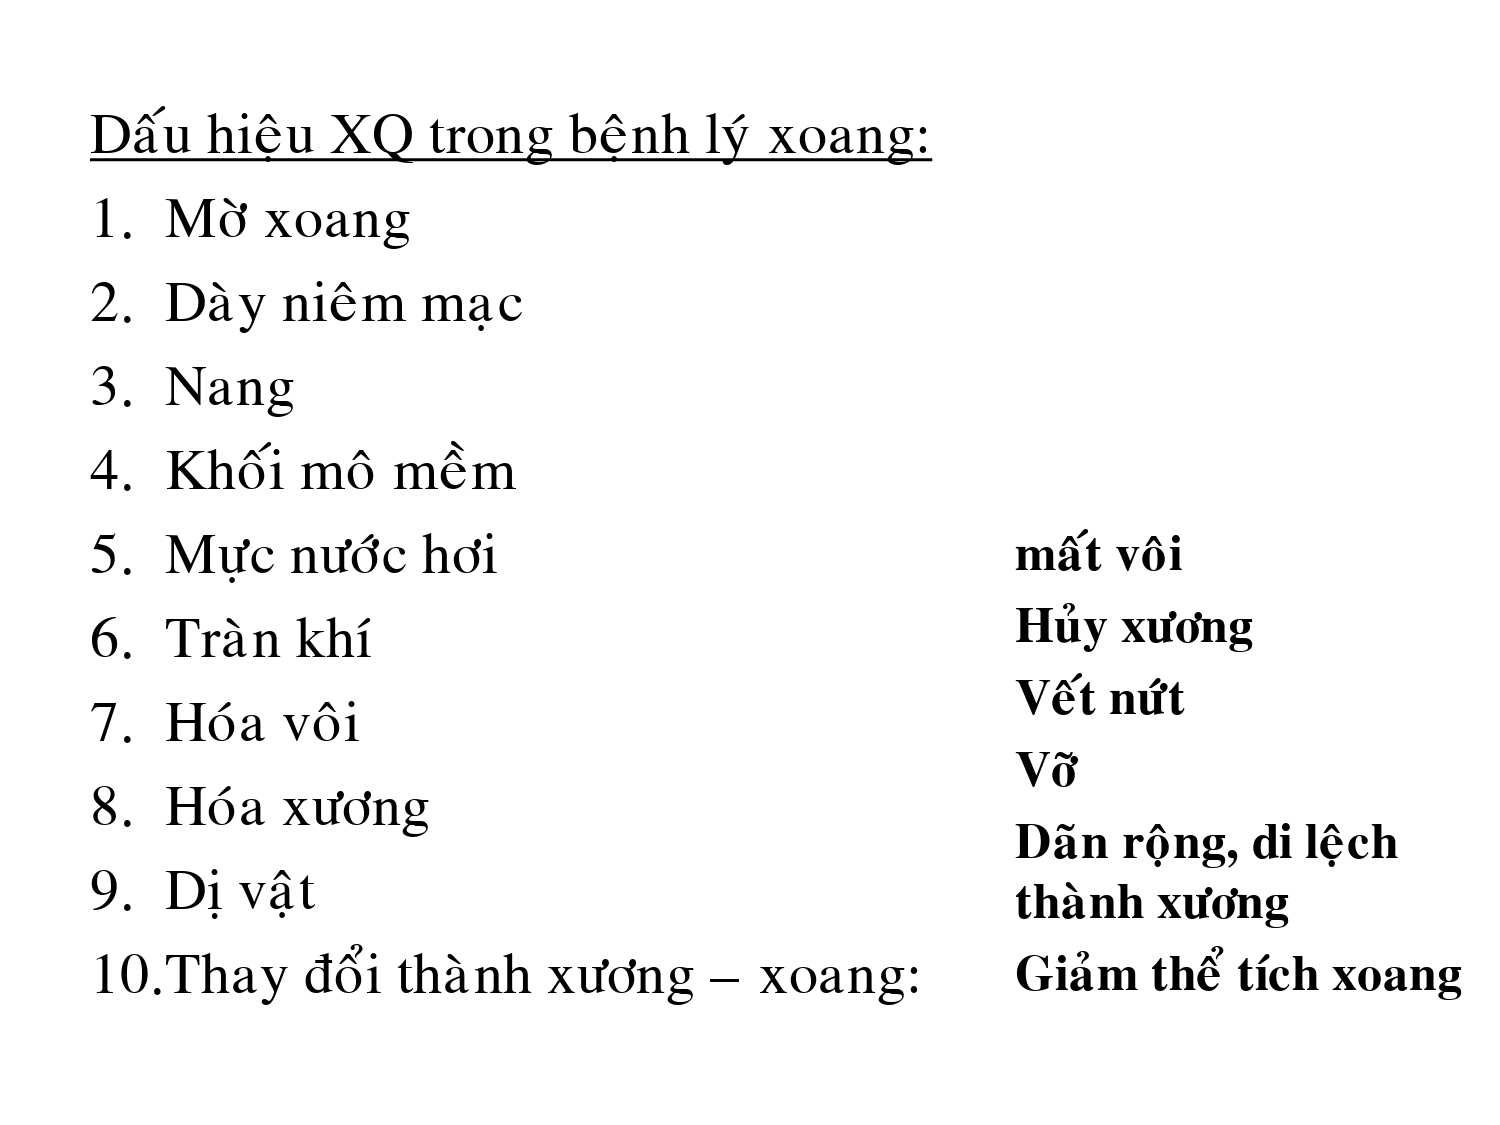 Dấu hiệu XQ trong bệnh lý xoang:
1. Mờ xoang
2. Dày niêm mạc
3. Nang
4. Khối mô mềm
5. Mực nước hơi
6. Tràn khí
7. Hóa vôi
8. Hóa xương
9. Dị vật
10.Thay đổi thành xương – xoang:
mất vôi
Hủy xương
Vết nứt
Vỡ
Dãn rộng, di lệch
thành xương
Giảm thể tích xoang